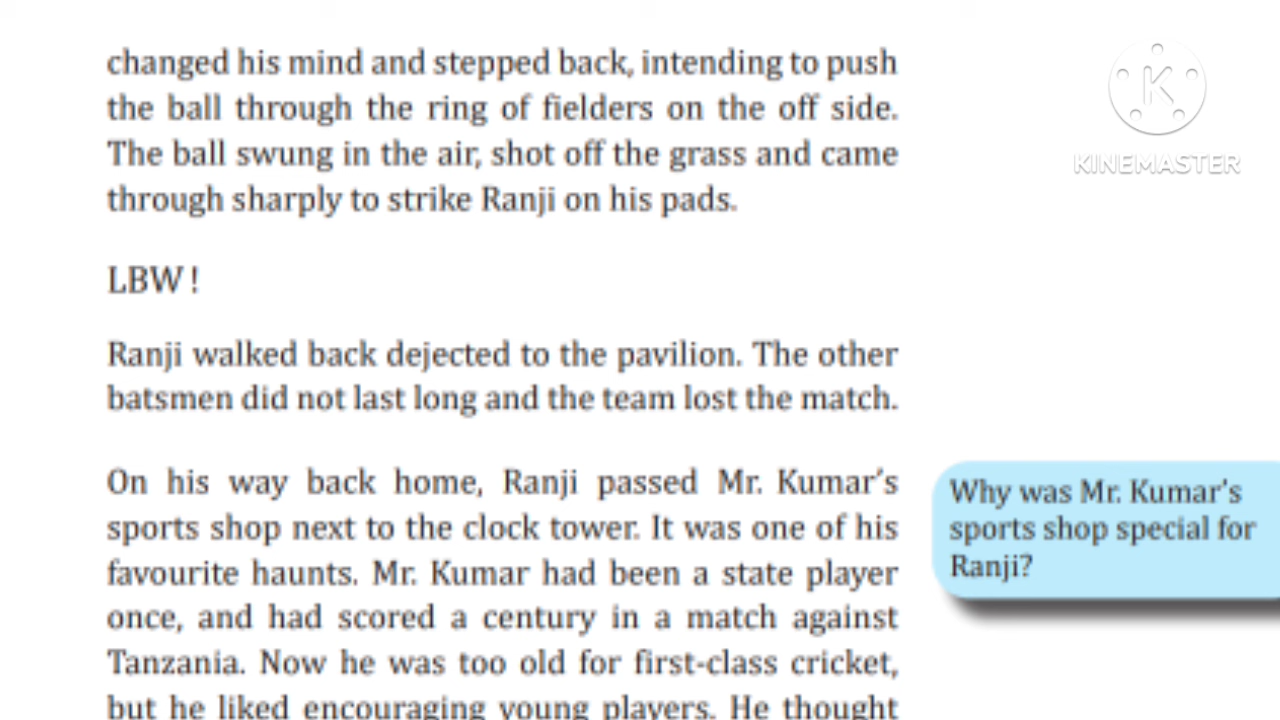 changed his mind and stepped back, intending to push
the ball through the ring of fielders on the off side.
The ball swung in the air, shot off the grass and came
through sharply to strike Ranji on his pads.
LBW !
Ranji walked back dejected to the pavilion. The other
batsmen did not last long and the team lost the match.
On his way back home, Ranji passed Mr. Kumar's
sports shop next to the clock tower. It was one of his
favourite haunts. Mr. Kumar had been a state player
once, and had scored a century in a match against
Tanzania. Now he was too old for first-class cricket,
but he liked encouraging young players. He thought
Why was Mr. Kumar's
sports shop special for
Ranji?
K
KINEMASTER